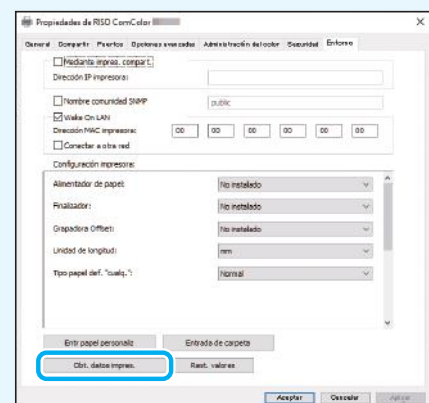 Propiedades de RISO ComColor
General Compartir Puertos Opciones avanzadas Administración del color Seguridad Entorno
Mediante impres. compart.
Dirección IP impresora:
Nombre comunidad SNMP public
Wake On LAN
Dirección MAC impresora: 00 00 00 00 00 00
Conectar a otra red
Configuración impresora:
Alimentador de papel: No instalado
Finalizador: No instalado
Grapadora Offset: No instalado
Unidad de longitud: mm
Tipo papel def. "cualq.": Normal
Entr papel personaliz Entrada de carpeta
Obt. datos impres. Rest. valores
Aceptar Cancelar Aplicar